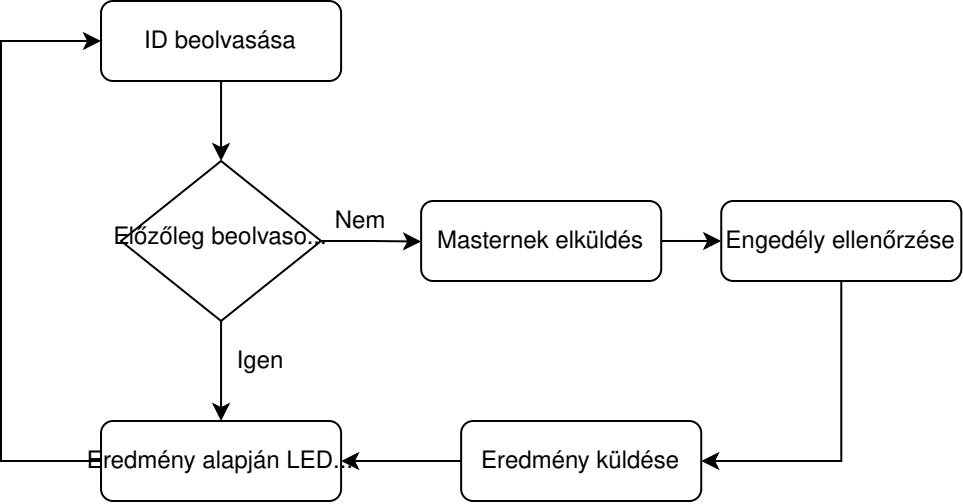 ID beolvasása
Előzőleg beolvaso...
Nem
Masternek elküldés
Engedély ellenőrzése
Igen
Eredmény alapján LED...
Eredmény küldése